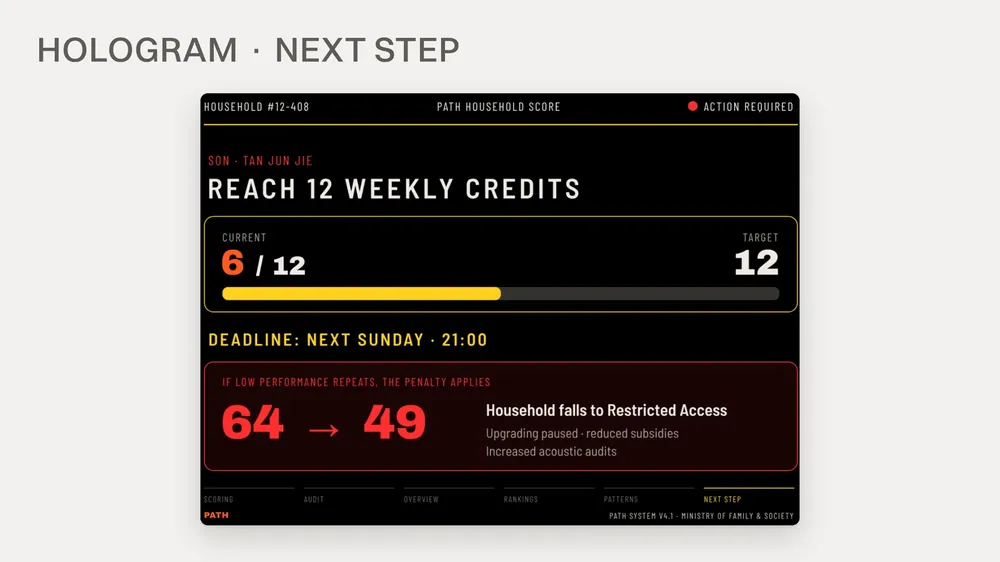 HOLOGRAM · NEXT STEP
HOUSEHOLD #12-408
PATH HOUSEHOLD SCORE
ACTION REQUIRED
SON · TAN JUN JIE
REACH 12 WEEKLY CREDITS
CURRENT
TARGET
6 / 12
12
DEADLINE: NEXT SUNDAY · 21:00
IF LOW PERFORMANCE REPEATS, THE PENALTY APPLIES
64 → 49
Household falls to Restricted Access
Upgrading paused · reduced subsidies
Increased acoustic audits
SCORING
AUDIT
OVERVIEW
RANKINGS
PATTERNS
NEXT STEP
PATH
PATH SYSTEM V4.1 · MINISTRY OF FAMILY & SOCIETY